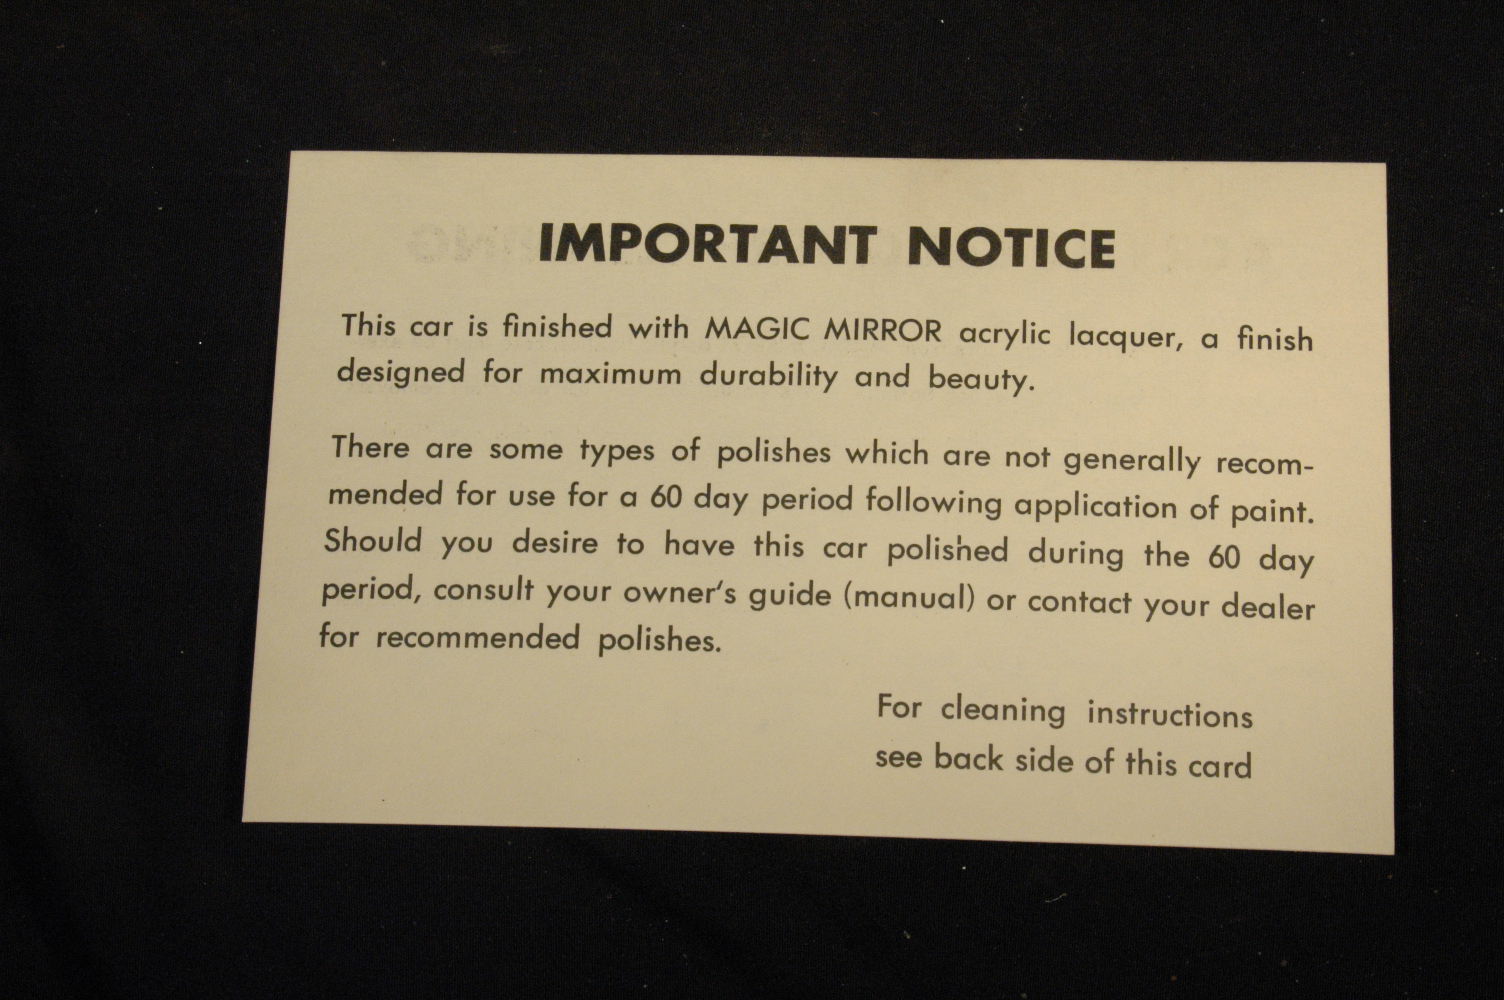 IMPORTANT NOTICE
This car is finished with MAGIC MIRROR acrylic lacquer, a finish
designed for maximum durability and beauty.
There are some types of polishes which are not generally recom-
mended for use for a 60 day period following application of paint.
Should you desire to have this car polished during the 60 day
period, consult your owner's guide (manual) or contact your dealer
for recommended polishes.
For cleaning instructions
see back side of this card